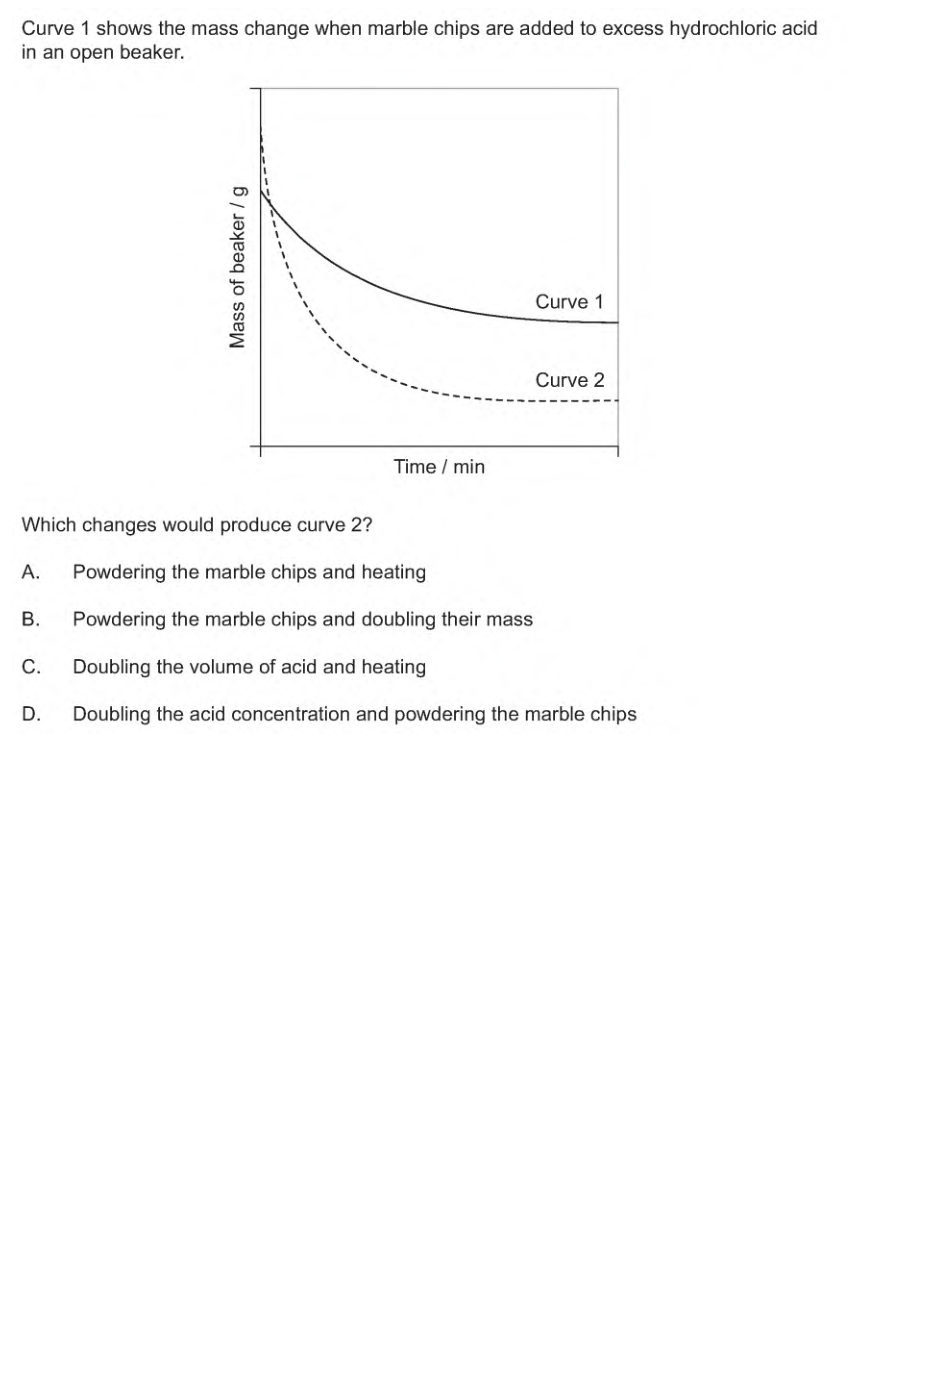 Curve 1 shows the mass change when marble chips are added to excess hydrochloric acid
in an open beaker.
Mass of beaker / g
Curve 1
Curve 2
Time / min
Which changes would produce curve 2?
A. Powdering the marble chips and heating
B. Powdering the marble chips and doubling their mass
C. Doubling the volume of acid and heating
D. Doubling the acid concentration and powdering the marble chips